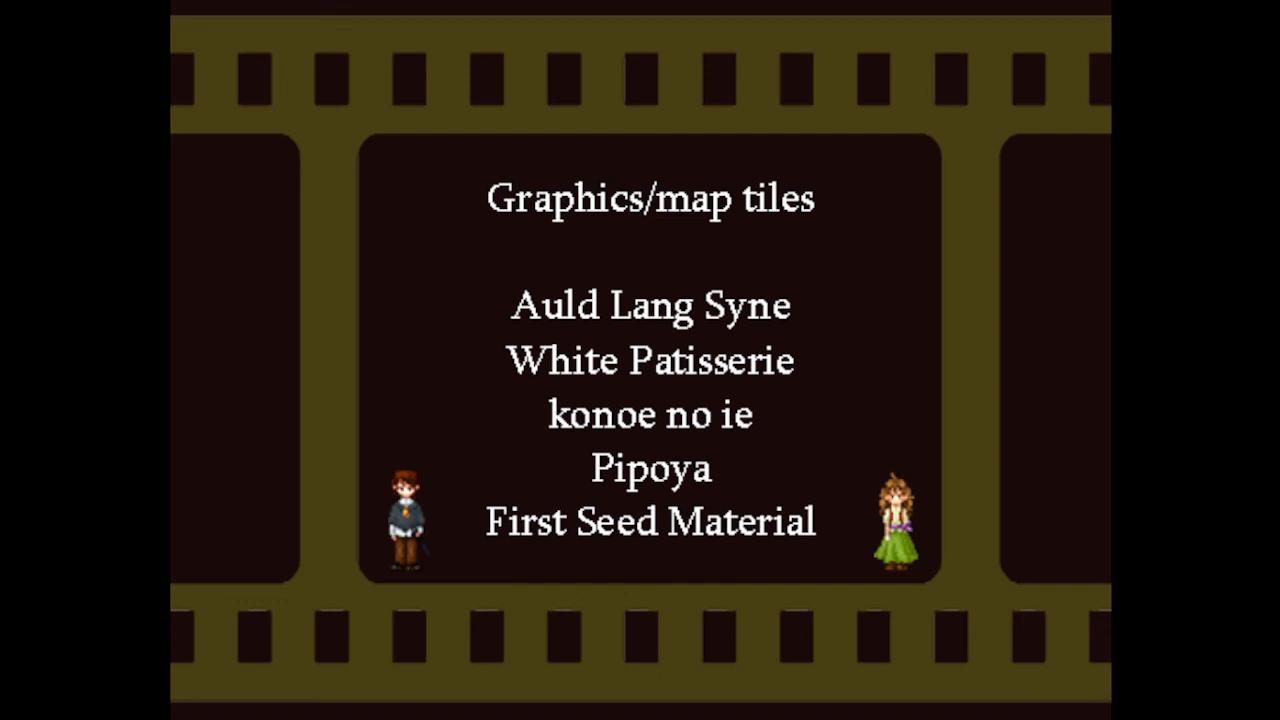 Graphics/map tiles
Auld Lang Syne
White Patisserie
konoe no ie
Pipoya
First Seed Material